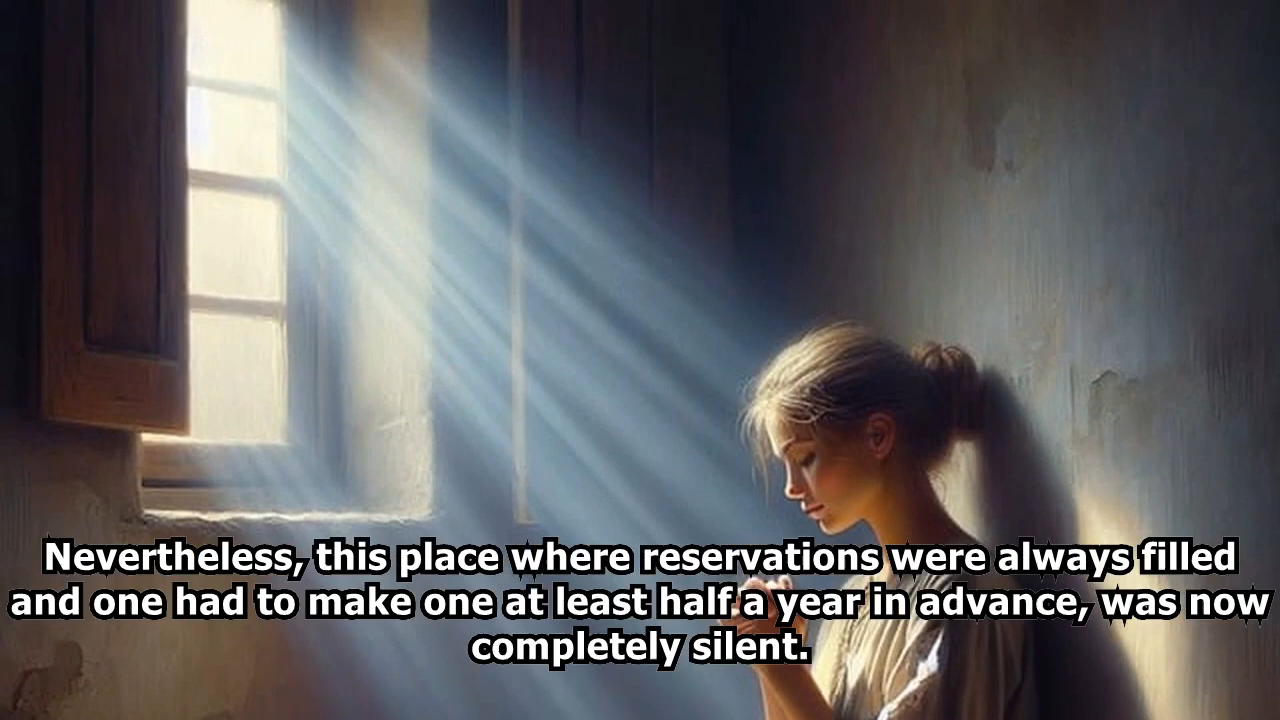 Nevertheless, this place where reservations were always filled
and one had to make one at least half a year in advance, was now
completely silent.